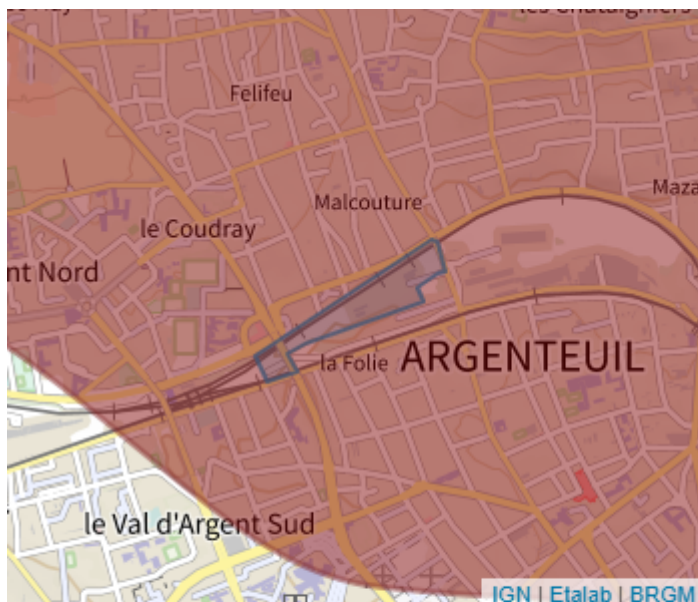 Felifeu
Malcouture
Maza
le Coudray
nt Nord
la Folie
ARGENTEUIL
le Val d'Argent Sud
IGN | Etalab | BRGM